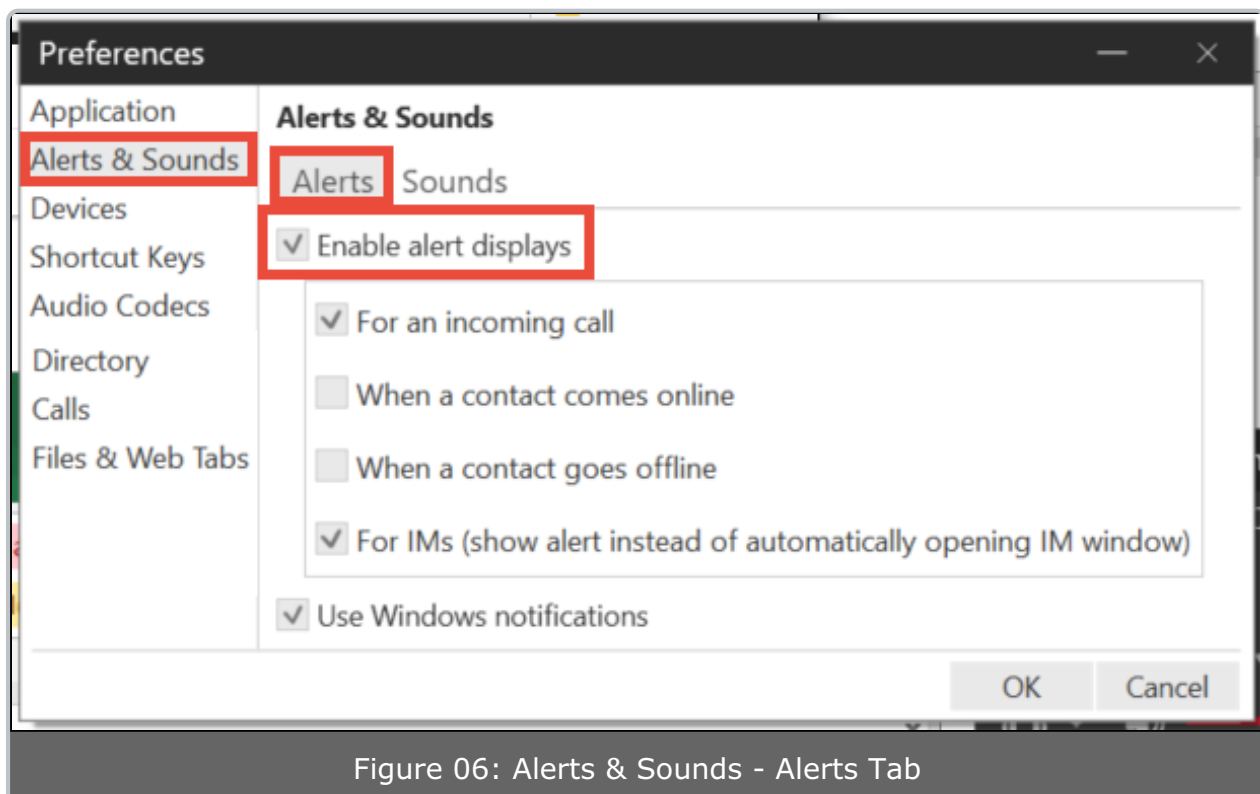 Preferences
Application
Alerts & Sounds
Devices
Shortcut Keys
Audio Codecs
Directory
Calls
Files & Web Tabs
Alerts & Sounds
Alerts Sounds
Enable alert displays
For an incoming call
When a contact comes online
When a contact goes offline
For IMs (show alert instead of automatically opening IM window)
Use Windows notifications
OK Cancel
Figure 06: Alerts & Sounds - Alerts Tab